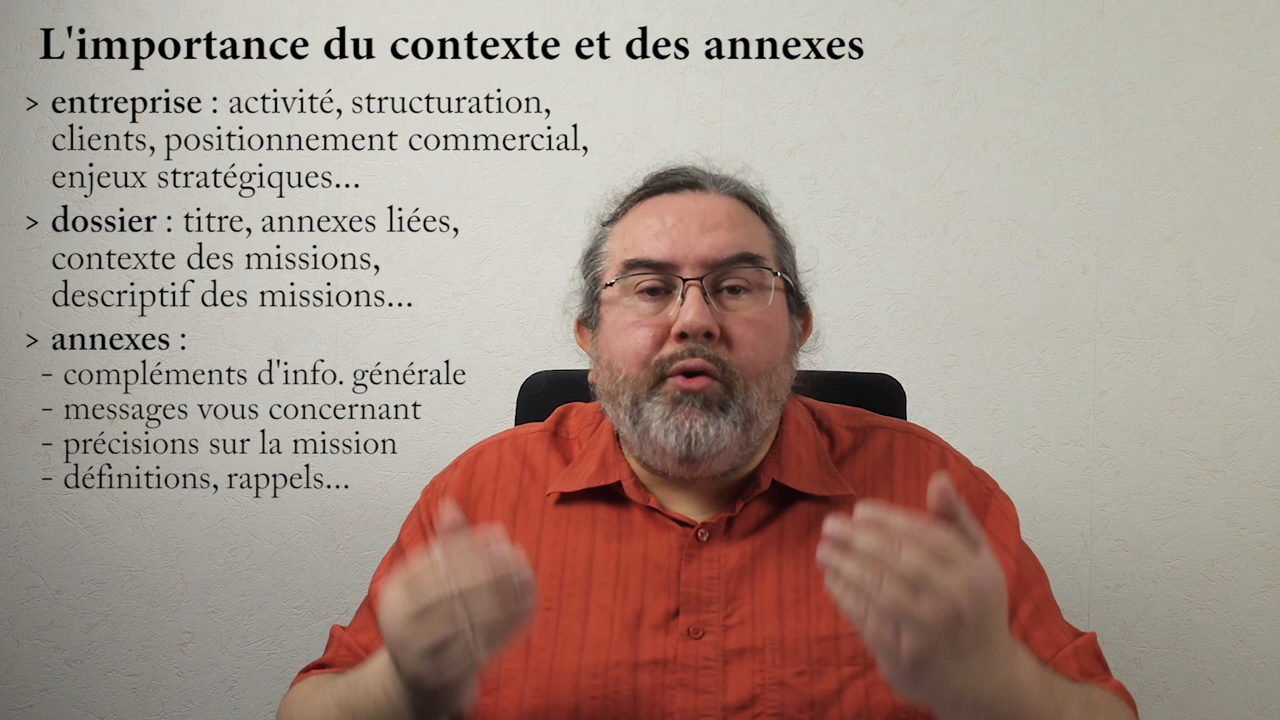 L'importance du contexte et des annexes
> entreprise : activité, structuration,
clients, positionnement commercial,
enjeux stratégiques...
> dossier : titre, annexes liées,
contexte des missions,
descriptif des missions...
> annexes :
- compléments d'info. générale
- messages vous concernant
- précisions sur la mission
- définitions, rappels...